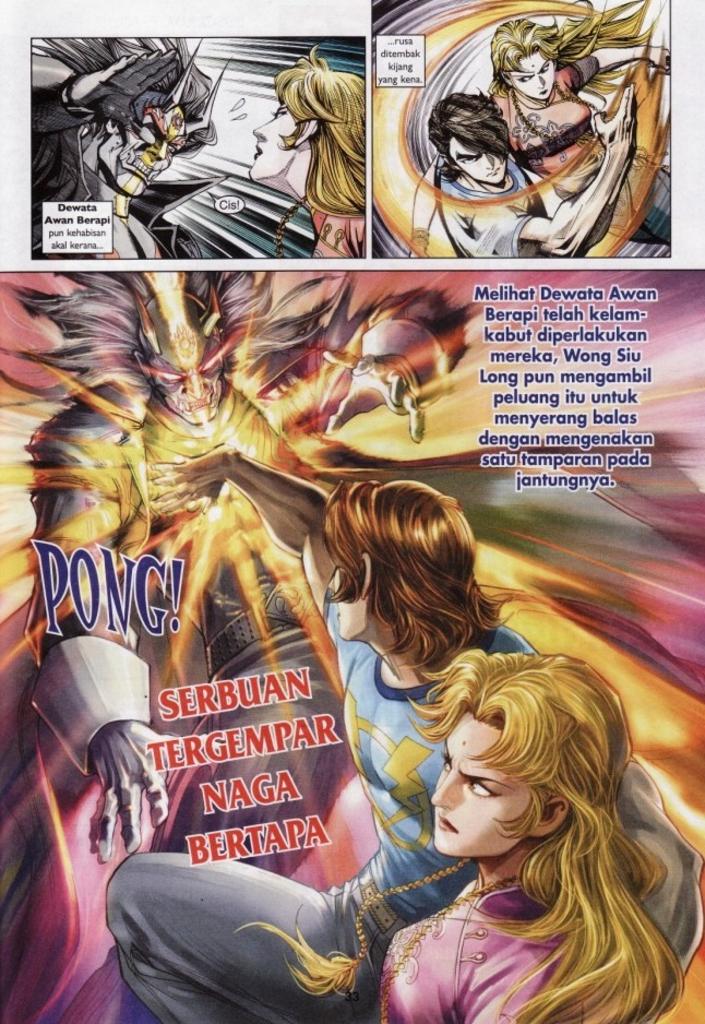 Dewata
Awan Berapi
pun kehabisan
akal kerana...
Cis!
...rusa
ditembak
kijang
yang kena.
Melihat Dewata Awan
Berapi telah kelam-
kabut diperlakukan
mereka, Wong Siu
Long pun mengambil
peluang itu untuk
menyerang balas
dengan mengenakan
satu tamparan pada
jantungnya.
PONG!
SERBUAN
TERGEMPAR
NAGA
BERTAPA
33